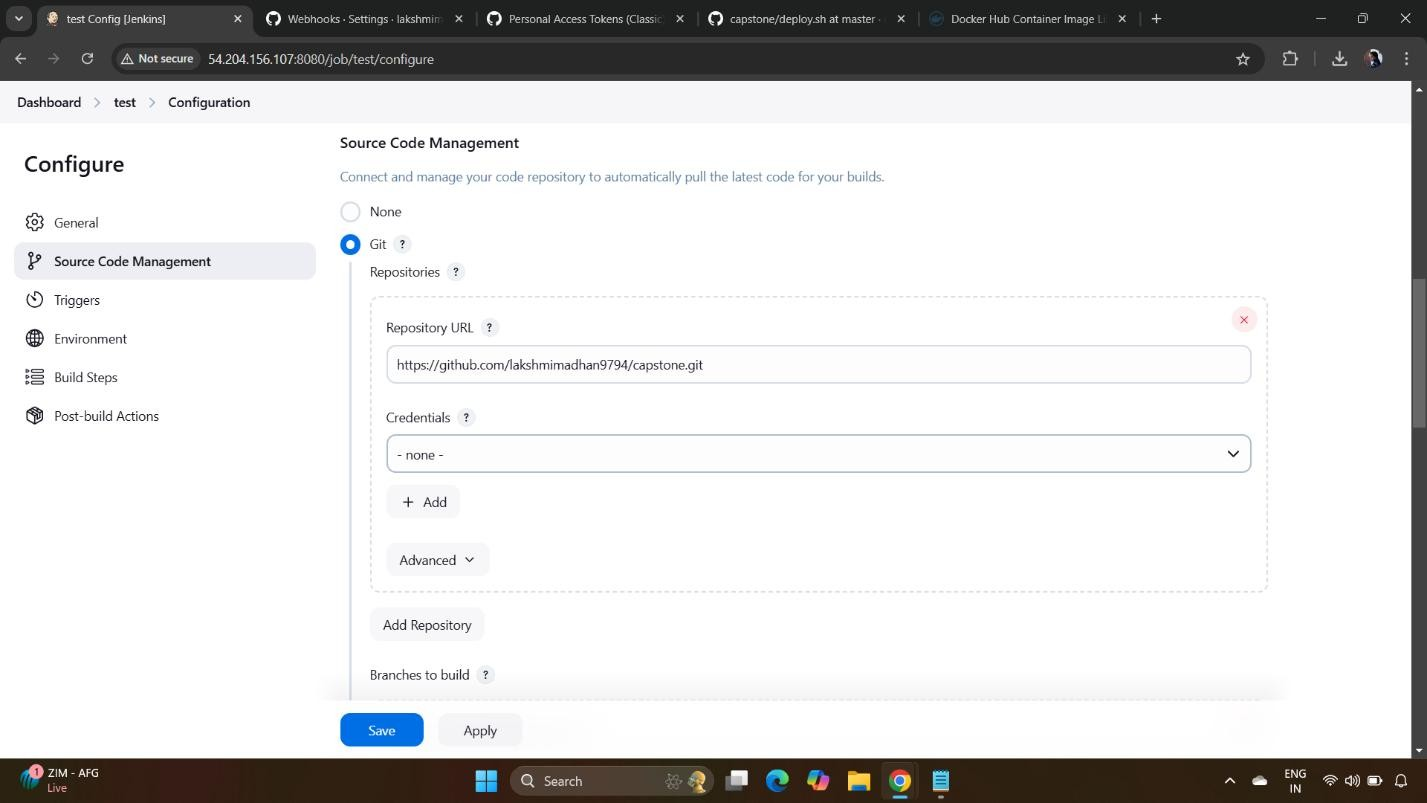 test Config [Jenkins]
Webhooks · Settings · lakshmim
Personal Access Tokens (Classic
capstone/deploy.sh at master ·
Docker Hub Container Image Li
Not secure
54.204.156.107:8080/job/test/configure
Dashboard > test > Configuration
Configure
General
Source Code Management
Triggers
Environment
Build Steps
Post-build Actions
Source Code Management
Connect and manage your code repository to automatically pull the latest code for your builds.
None
Git ?
Repositories ?
Repository URL ?
https://github.com/lakshmimadhan9794/capstone.git
Credentials ?
- none -
+ Add
Advanced
Add Repository
Branches to build ?
Save
Apply
1
ZIM - AFG
Live
Search
ENG
IN